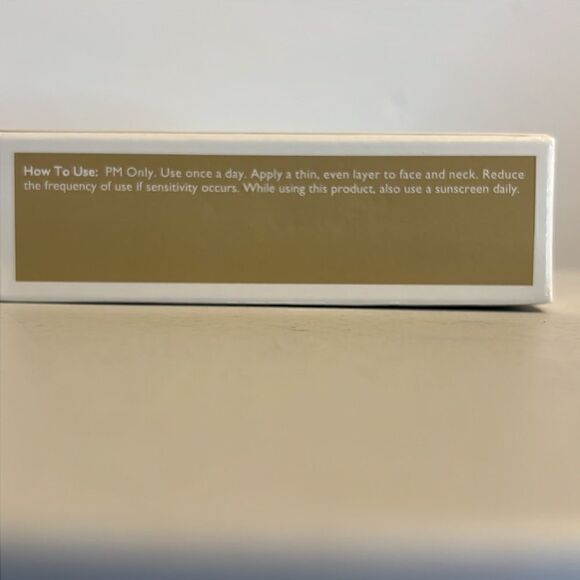 How To Use: PM Only. Use once a day. Apply a thin, even layer to face and neck. Reduce
the frequency of use if sensitivity occurs. While using this product, also use a sunscreen daily.